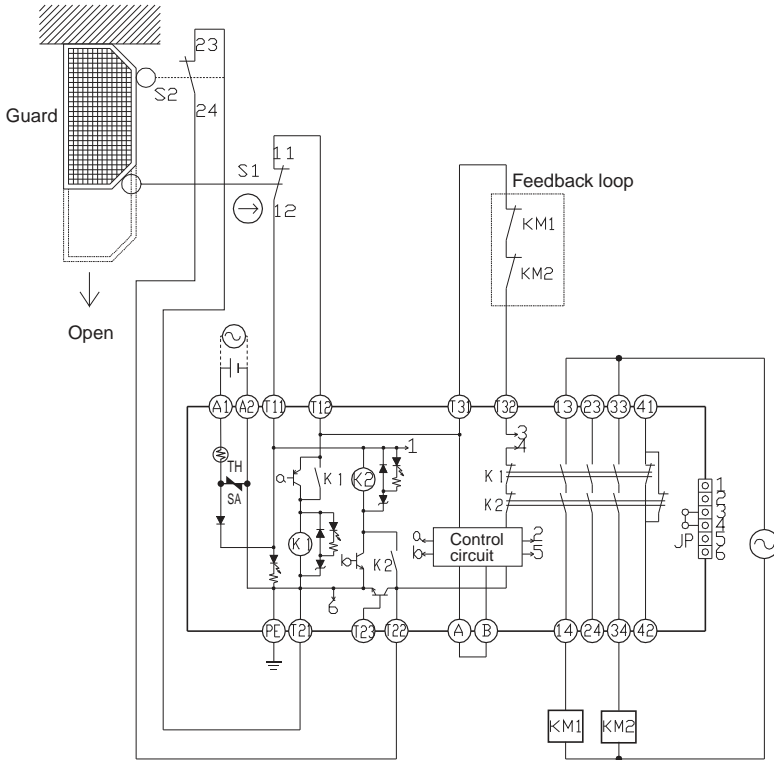 23
S2
24
Guard
11
S1
12
Feedback loop
KM1
KM2
Open
A1 A2 T11 T12 T31 T32 13 23 33 41
TH
SA
1
3
4
a
K1
K2
K1
K2
1
2
3
4
5
6
JP
K1
b
K2
a
b
Control
circuit
2
5
6
PE T21 T23 T22 A B 14 24 34 42
KM1 KM2